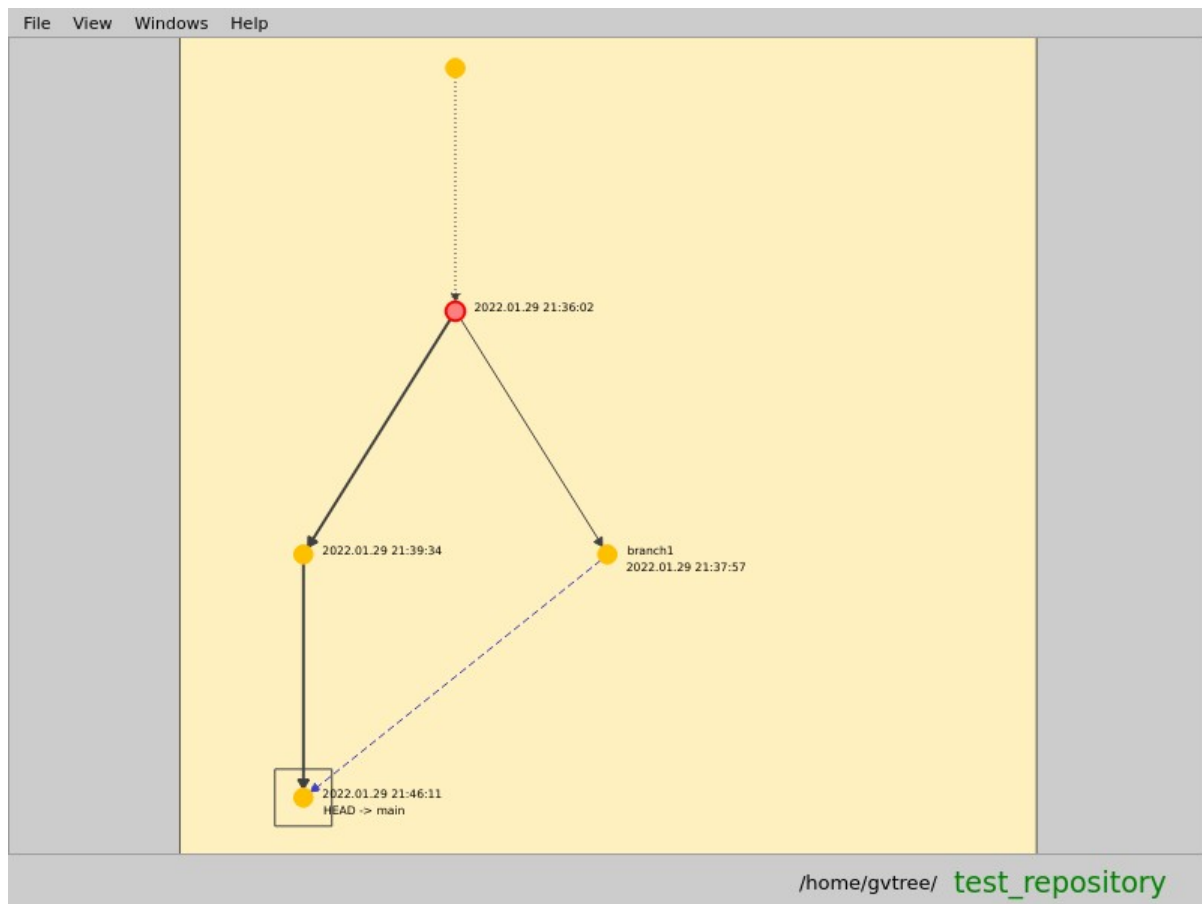 File View Windows Help
2022.01.29 21:36:02
2022.01.29 21:39:34
branch1
2022.01.29 21:37:57
2022.01.29 21:46:11
HEAD -> main
/home/gvtree/ test_repository